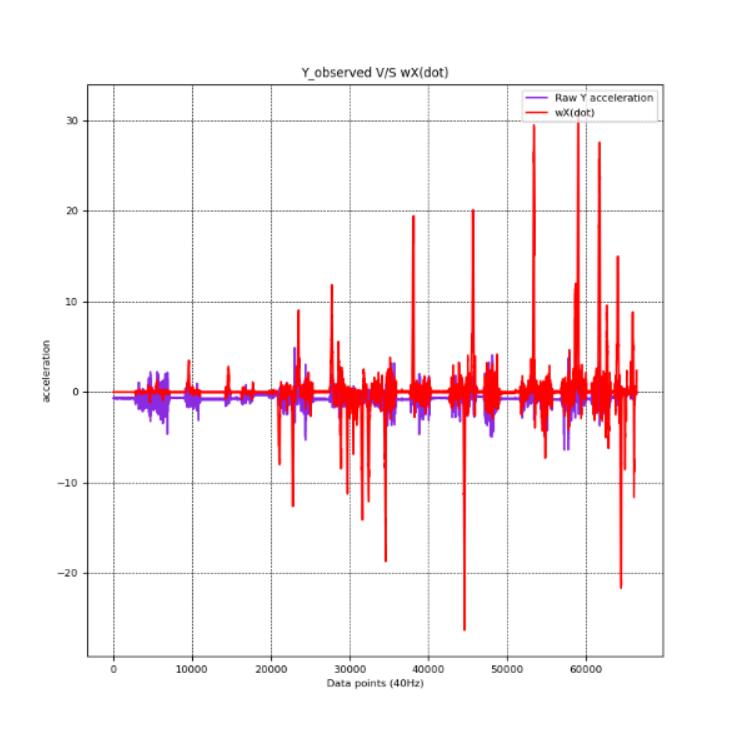 Y_observed V/S wX(dot)
Raw Y acceleration
wX(dot)
30
20
10
0
−10
−20
acceleration
0 10000 20000 30000 40000 50000 60000
Data points (40Hz)